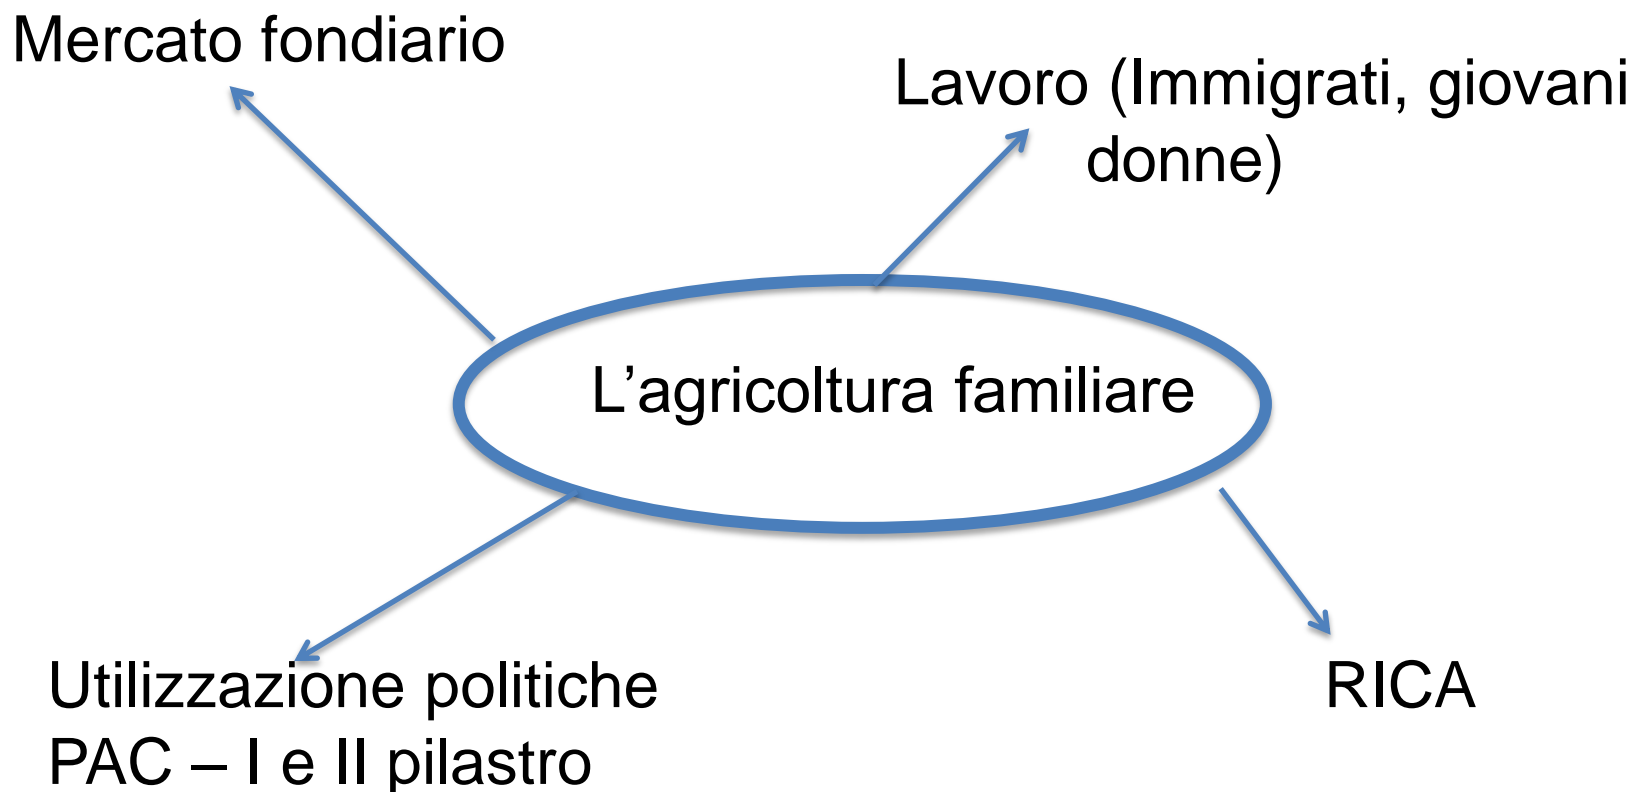 Mercato fondiario
Lavoro (Immigrati, giovani
donne)
L’agricoltura familiare
Utilizzazione politiche
PAC – I e II pilastro
RICA